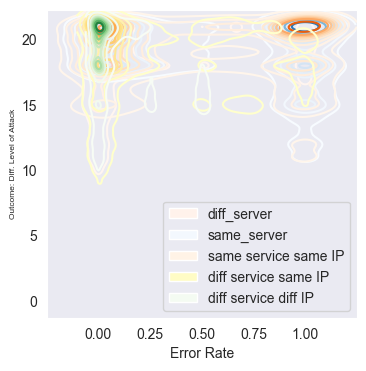 Outcome: Diff. Level of Attack
20
15
10
5
0
0.00 0.25 0.50 0.75 1.00
Error Rate
diff_server
same_server
same service same IP
diff service same IP
diff service diff IP